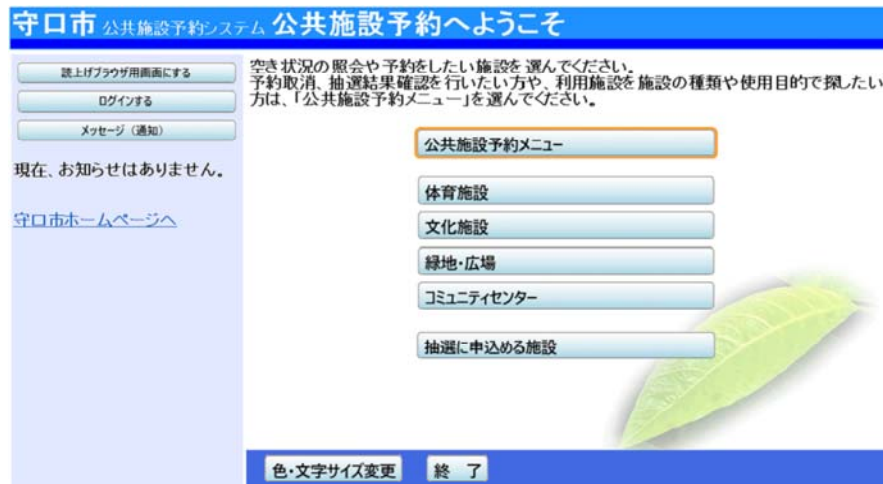 守口市 公共施設予約システム 公共施設予約へようこそ
読上げブラウザ用画面にする
ログインする
メッセージ（通知）
現在、お知らせはありません。
守口市ホームページへ
空き状況の照会や予約をしたい施設を選んでください。
予約取消、抽選結果確認を行いたい方や、利用施設を施設の種類や使用目的で探したい
方は、「公共施設予約メニュー」を選んでください。
公共施設予約メニュー
体育施設
文化施設
緑地・広場
コミュニティセンター
抽選に申込める施設
色・文字サイズ変更
終 了